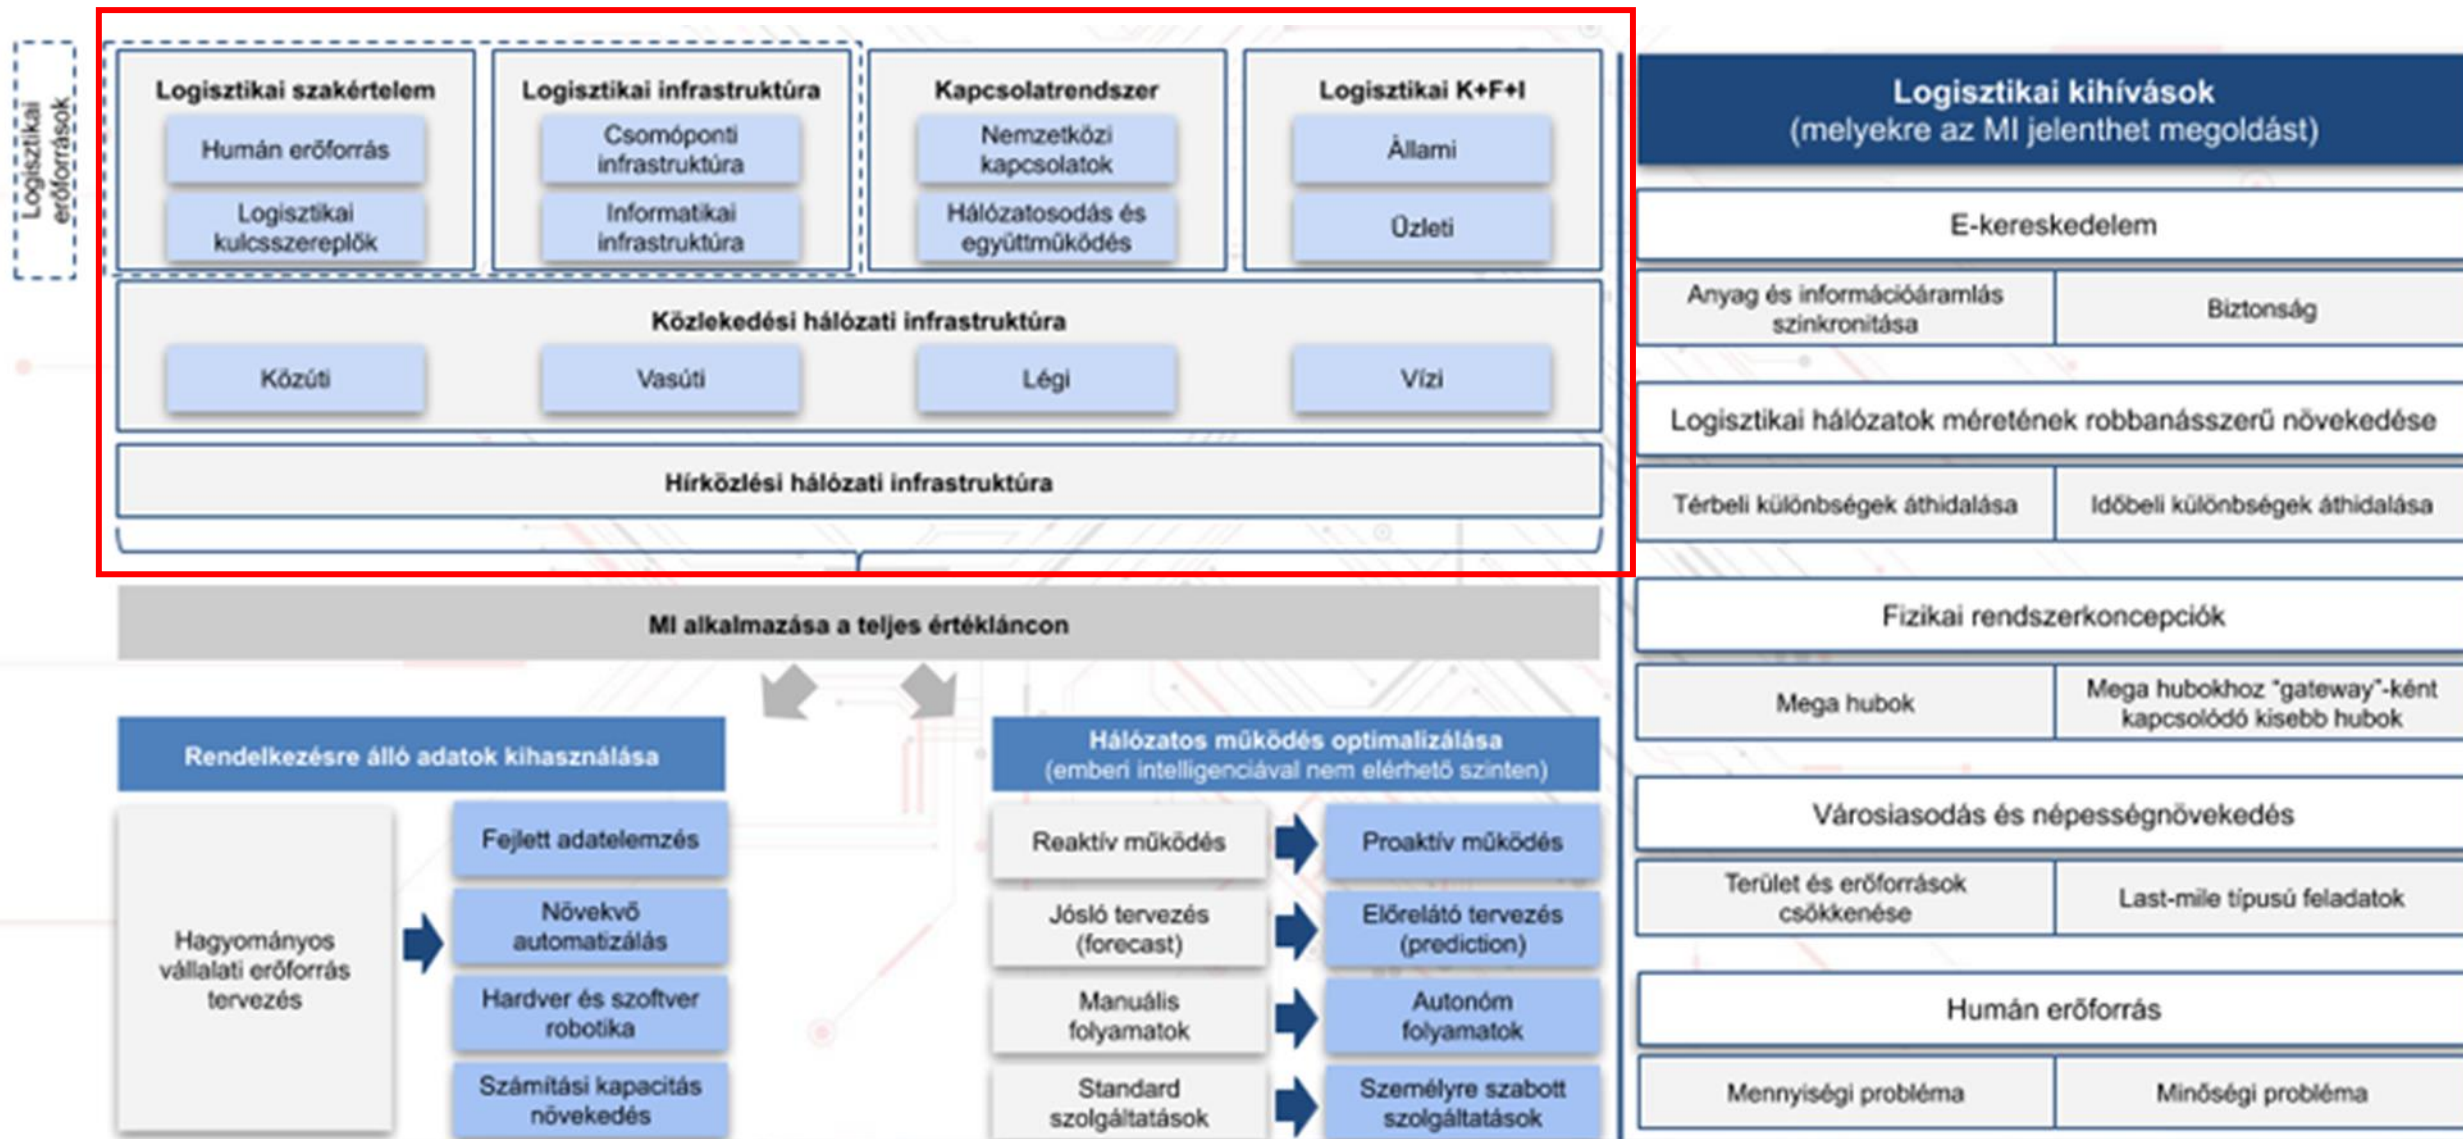 Logisztikai
erőforrások
Logisztikai szakértelem
Humán erőforrás
Logisztikai
kulcsszereplők
Logisztikai infrastruktúra
Csomóponti
infrastruktúra
Informatikai
infrastruktúra
Kapcsolatrendszer
Nemzetközi
kapcsolatok
Hálózatosodás és
együttműködés
Logisztikai K+F+I
Állami
Üzleti
Közlekedési hálózati infrastruktúra
Közúti
Vasúti
Légi
Vízi
Hírközlési hálózati infrastruktúra
MI alkalmazása a teljes értékláncon
Rendelkezésre álló adatok kihasználása
Hagyományos
vállalati erőforrás
tervezés
Fejlett adatelemzés
Növekvő
automatizálás
Hardver és szoftver
robotika
Számítási kapacitás
növekedés
Hálózatos működés optimalizálása
(emberi intelligenciával nem elérhető szinten)
Reaktív működés
Proaktív működés
Jósló tervezés
(forecast)
Előrelátó tervezés
(prediction)
Manuális
folyamatok
Autonóm
folyamatok
Standard
szolgáltatások
Személyre szabott
szolgáltatások
Logisztikai kihívások
(melyekre az MI jelenthet megoldást)
E-kereskedelem
Anyag és információáramlás
szinkronitása
Biztonság
Logisztikai hálózatok méretének robbanásszerű növekedése
Térbeli különbségek áthidalása
Időbeli különbségek áthidalása
Fizikai rendszerkoncepciók
Mega hubok
Mega hubokhoz "gateway"-ként
kapcsolódó kisebb hubok
Városiasodás és népességnövekedés
Terület és erőforrások
csökkenése
Last-mile típusú feladatok
Humán erőforrás
Mennyiségi probléma
Minőségi probléma